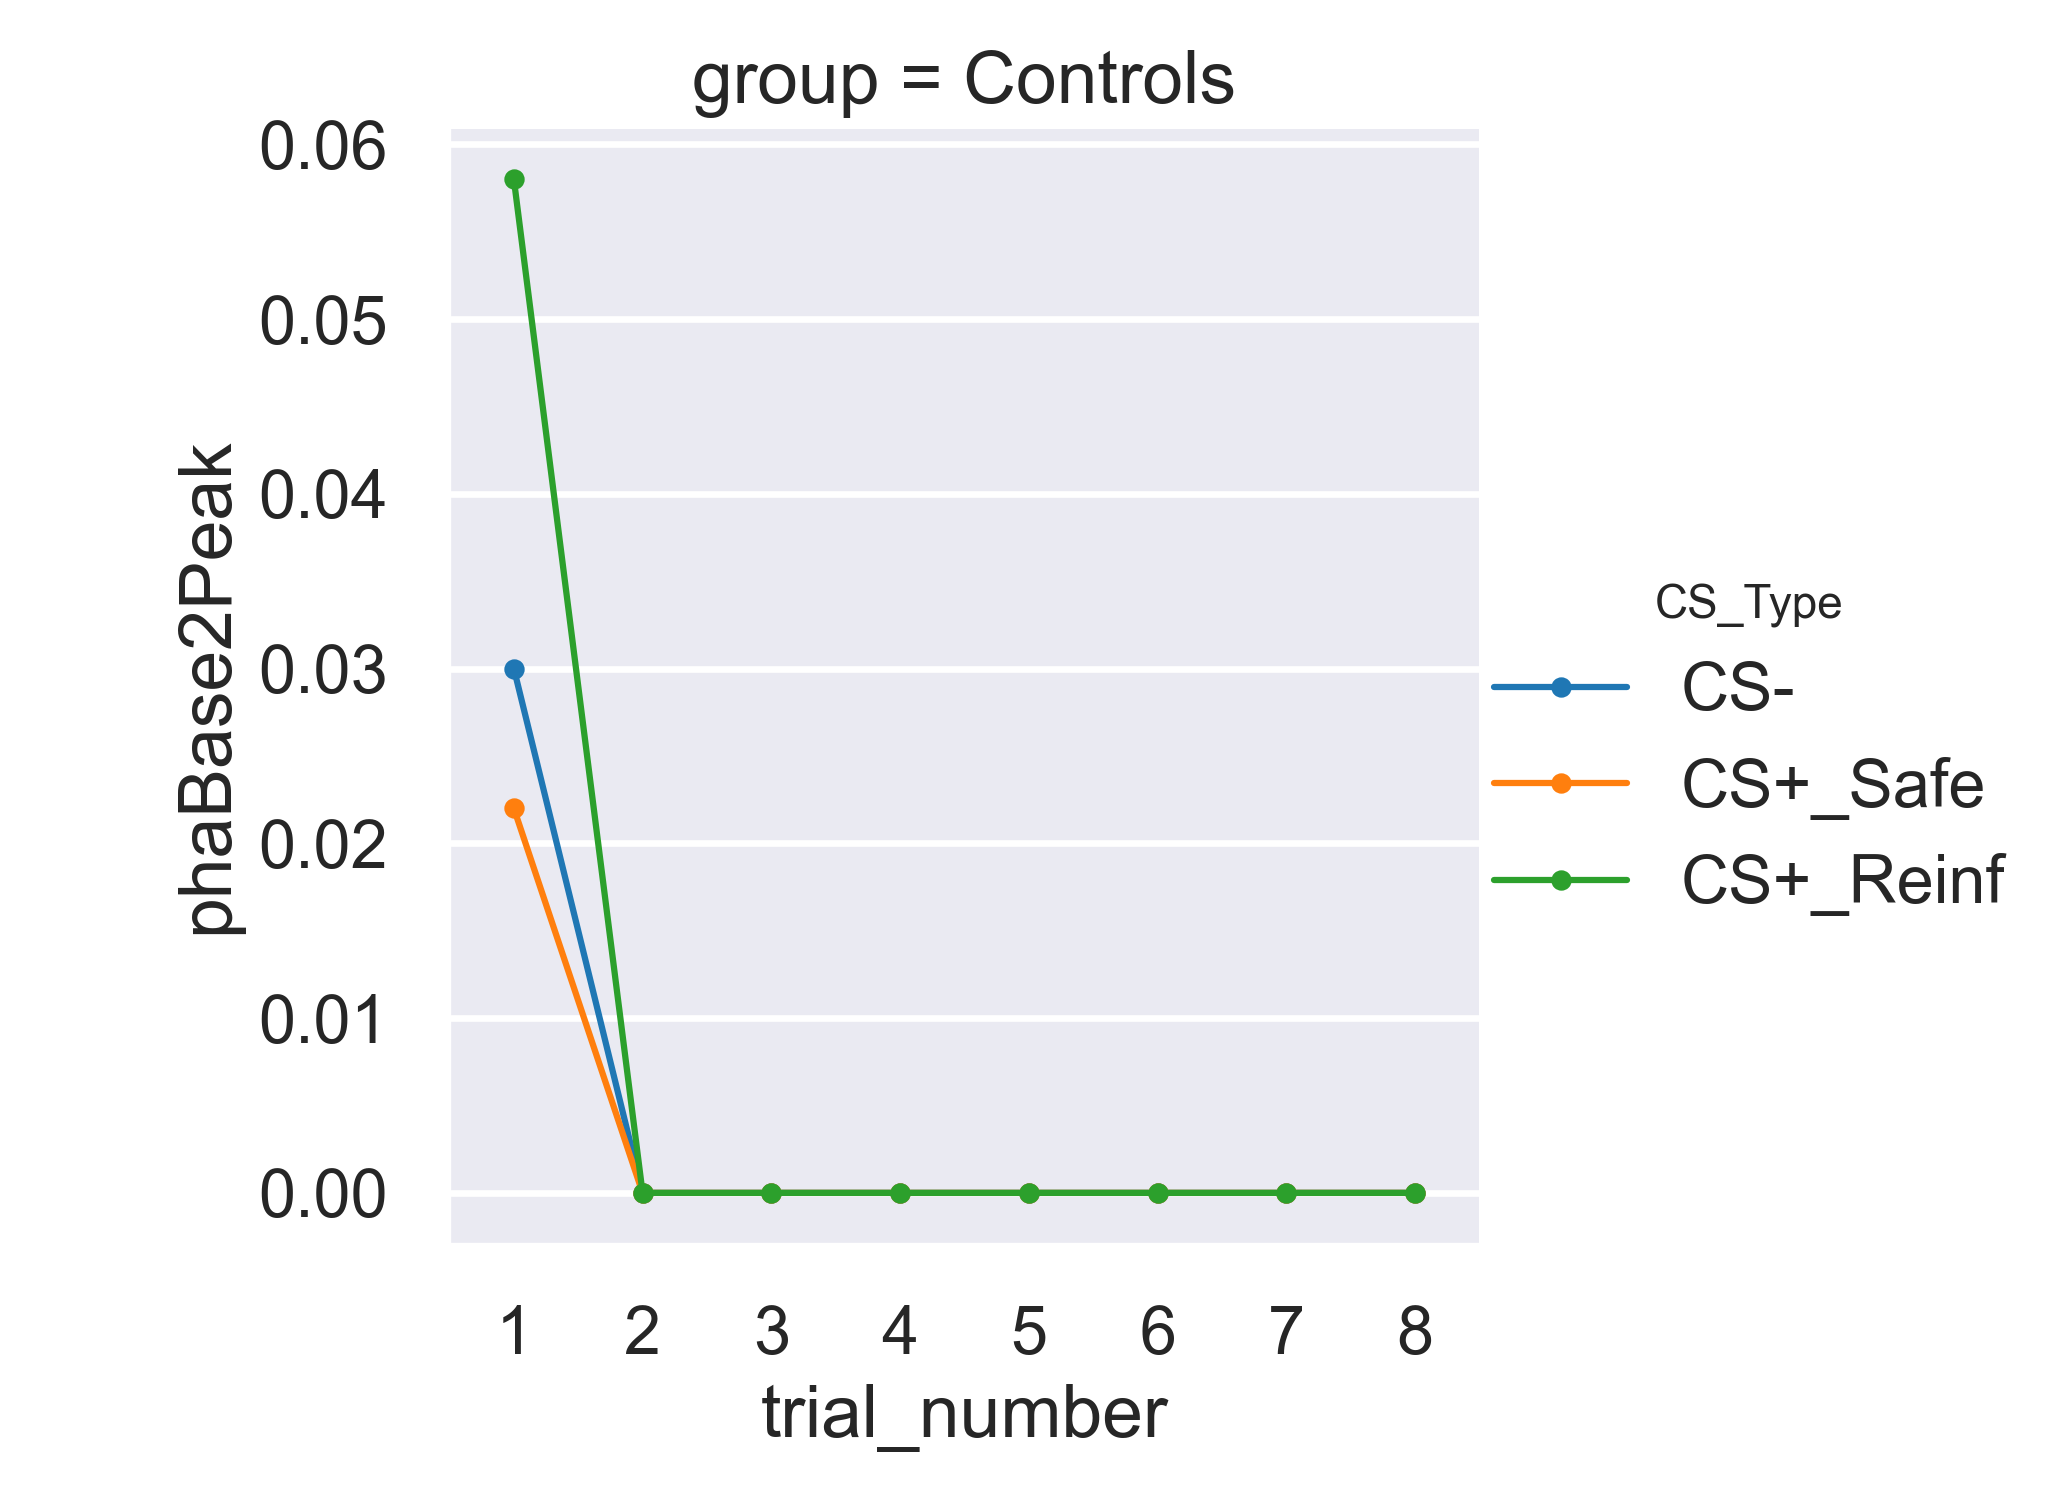 group = Controls
0.06
0.05
0.04
0.03
0.02
0.01
0.00
phaBase2Peak
1 2 3 4 5 6 7 8
trial_number
CS_Type
CS-
CS+_Safe
CS+_Reinf